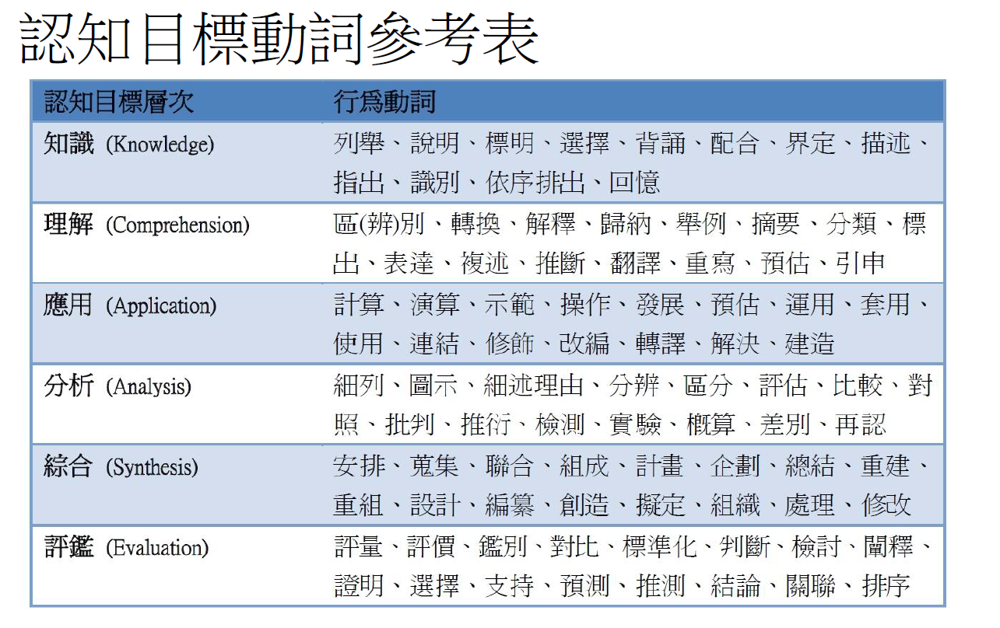 認知目標動詞參考表
認知目標層次 行為動詞
知識 (Knowledge) 列舉、說明、標明、選擇、背誦、配合、界定、描述、
指出、識別、依序排出、回憶
理解 (Comprehension) 區(辨)別、轉換、解釋、歸納、舉例、摘要、分類、標
出、表達、複述、推斷、翻譯、重寫、預估、引申
應用 (Application) 計算、演算、示範、操作、發展、預估、運用、套用、
使用、連結、修飾、改編、轉譯、解決、建造
分析 (Analysis) 細列、圖示、細述理由、分辨、區分、評估、比較、對
照、批判、推衍、檢測、實驗、概算、差別、再認
綜合 (Synthesis) 安排、蒐集、聯合、組成、計畫、企劃、總結、重建、
重組、設計、編纂、創造、擬定、組織、處理、修改
評鑑 (Evaluation) 評量、評價、鑑別、對比、標準化、判斷、檢討、闡釋、
證明、選擇、支持、預測、推測、結論、關聯、排序